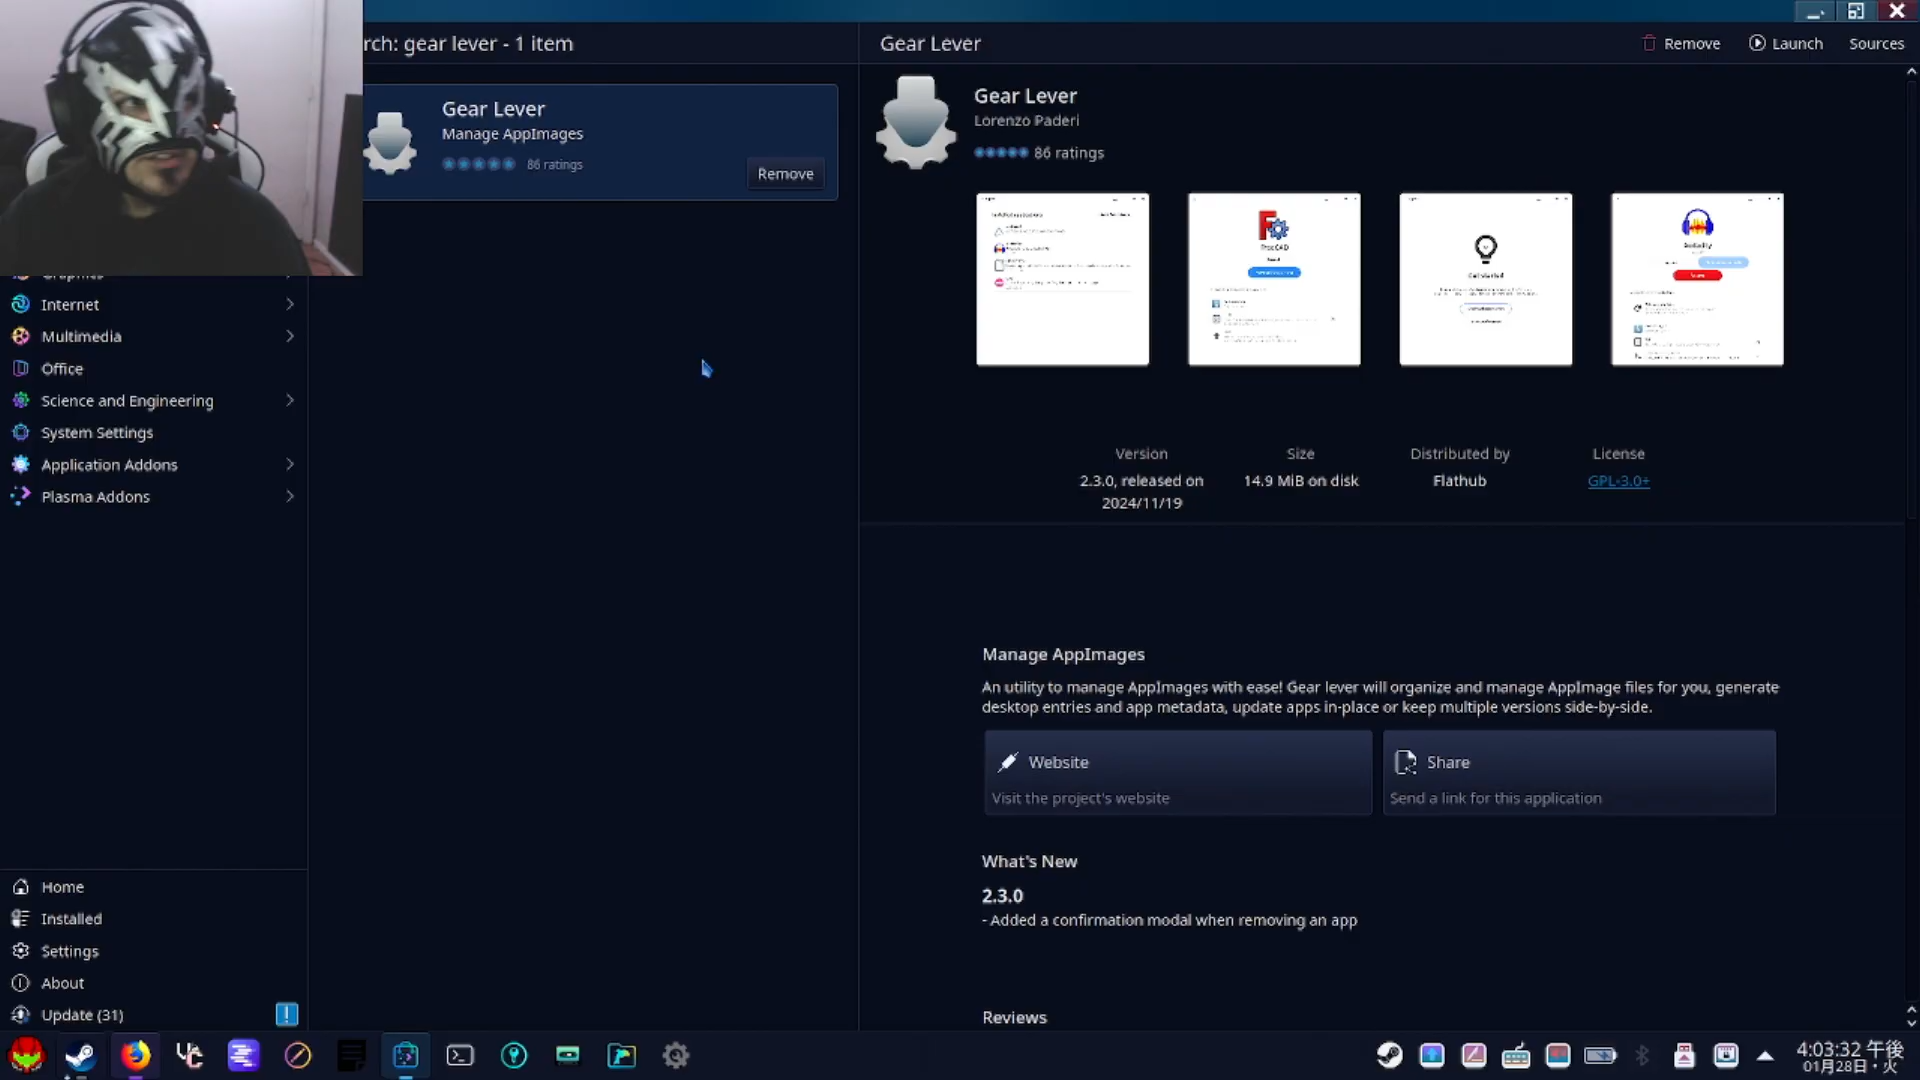 rch: gear lever - 1 item
Gear Lever
Remove
Launch
Sources
Gear Lever
Manage AppImages
86 ratings
Remove
Gear Lever
Lorenzo Paderi
86 ratings
Internet
Multimedia
Office
Science and Engineering
System Settings
Application Addons
Plasma Addons
FreeCAD
Get started
Audacity
Version
2.3.0, released on
2024/11/19
Size
14.9 MiB on disk
Distributed by
Flathub
License
GPL-3.0+
Manage AppImages
An utility to manage AppImages with ease! Gear lever will organize and manage AppImage files for you, generate
desktop entries and app metadata, update apps in-place or keep multiple versions side-by-side.
Website
Visit the project's website
Share
Send a link for this application
What's New
2.3.0
- Added a confirmation modal when removing an app
Reviews
Home
Installed
Settings
About
Update (31)
4:03:32 午後
01月28日・火